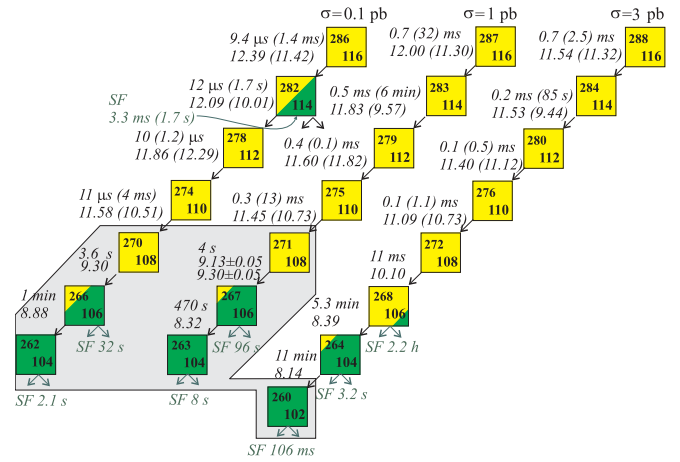 σ=0.1 pb
σ=1 pb
σ=3 pb
9.4 μs (1.4 ms)
12.39 (11.42)
286
116
0.7 (32) ms
12.00 (11.30)
287
116
0.7 (2.5) ms
11.54 (11.32)
288
116
12 μs (1.7 s)
12.09 (10.01)
282
114
SF
3.3 ms (1.7 s)
0.5 ms (6 min)
11.83 (9.57)
283
114
0.2 ms (85 s)
11.53 (9.44)
284
114
10 (1.2) μs
11.86 (12.29)
278
112
0.4 (0.1) ms
11.60 (11.82)
279
112
0.1 (0.5) ms
11.40 (11.12)
280
112
11 μs (4 ms)
11.58 (10.51)
274
110
0.3 (13) ms
11.45 (10.73)
275
110
0.1 (1.1) ms
11.09 (10.73)
276
110
3.6 s
9.30
270
108
4 s
9.13±0.05
9.30±0.05
271
108
11 ms
10.10
272
108
1 min
8.88
266
106
SF 32 s
470 s
8.32
267
106
SF 96 s
5.3 min
8.39
268
106
SF 2.2 h
262
104
SF 2.1 s
263
104
SF 8 s
11 min
8.14
264
104
SF 3.2 s
260
102
SF 106 ms